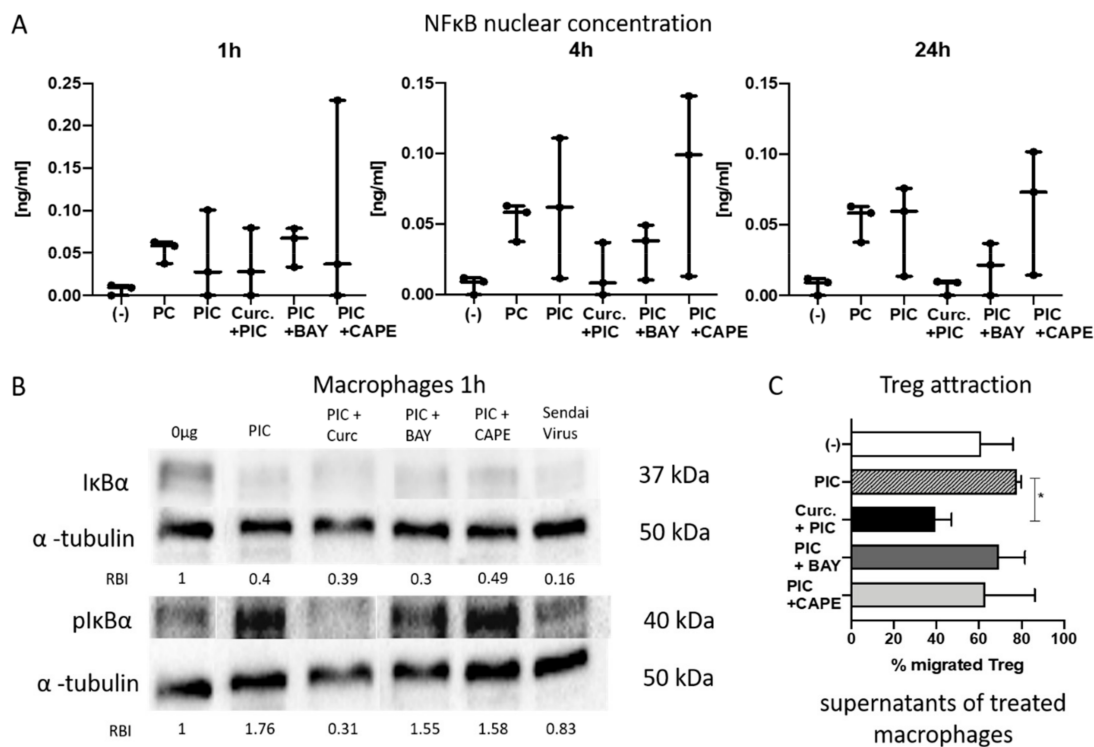 A
NFκB nuclear concentration
1h
4h
24h
0.25
0.20
0.15
0.10
0.05
0.00
[ng/ml]
(-) PC PIC Curc. +PIC PIC +BAY PIC +CAPE
0.15
0.10
0.05
0.00
[ng/ml]
(-) PC PIC Curc. +PIC PIC +BAY PIC +CAPE
0.15
0.10
0.05
0.00
[ng/ml]
(-) PC PIC Curc. +PIC PIC +BAY PIC +CAPE
B
Macrophages 1h
0µg PIC PIC + Curc PIC + BAY PIC + CAPE Sendai Virus
IκBα 37 kDa
α -tubulin 50 kDa
RBI 1 0.4 0.39 0.3 0.49 0.16
pIκBα 40 kDa
α -tubulin 50 kDa
RBI 1 1.76 0.31 1.55 1.58 0.83
C
Treg attraction
(-)
PIC
*
Curc.
+ PIC
PIC
+ BAY
PIC
+CAPE
0 20 40 60 80 100
% migrated Treg
supernatants of treated
macrophages